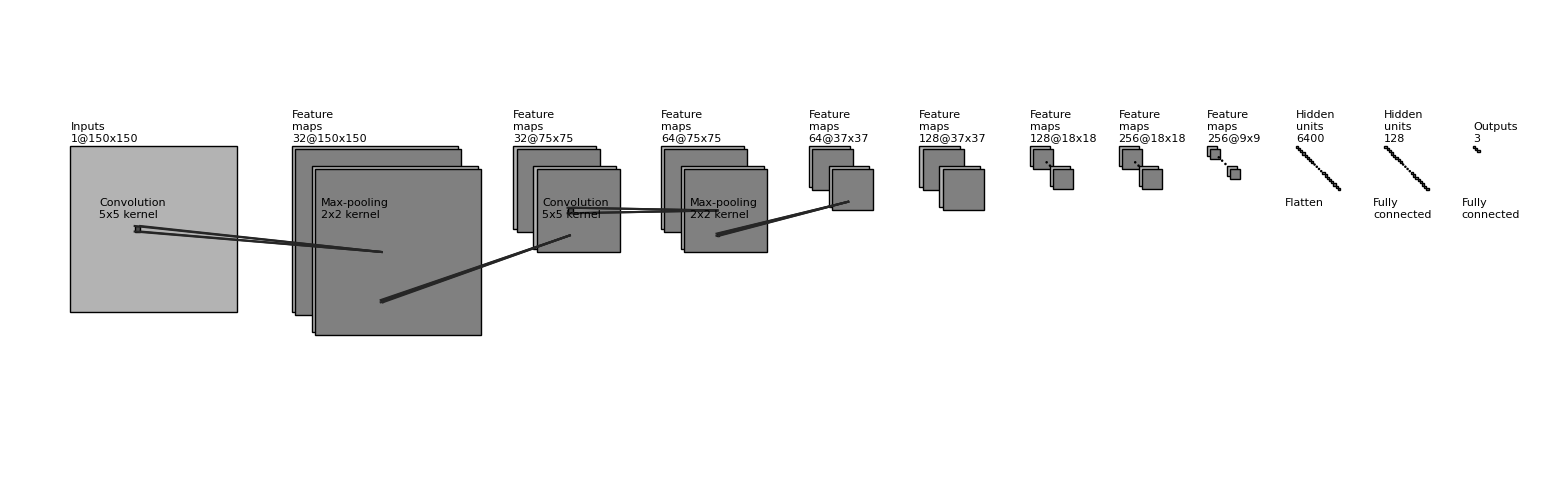 Inputs
1@150x150
Feature
maps
32@150x150
Feature
maps
32@75x75
Feature
maps
64@75x75
Feature
maps
64@37x37
Feature
maps
128@37x37
Feature
maps
128@18x18
Feature
maps
256@18x18
Feature
maps
256@9x9
Hidden
units
6400
Hidden
units
128
Outputs
3
Convolution
5x5 kernel
Max-pooling
2x2 kernel
Convolution
5x5 kernel
Max-pooling
2x2 kernel
Flatten
Fully
connected
Fully
connected